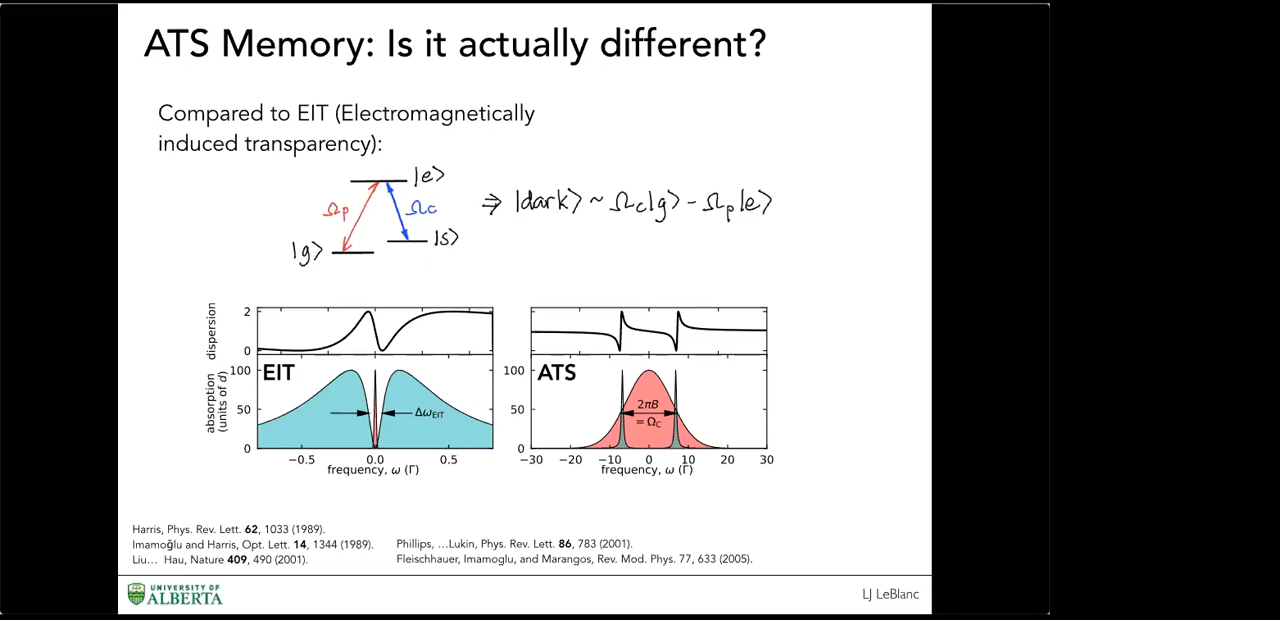 ATS Memory: Is it actually different?
Compared to EIT (Electromagnetically
induced transparency):
|e⟩
Ωp
Ωc
|g⟩
|s⟩
⇒ |dark⟩ ~ Ωc|g⟩ - Ωp|e⟩
dispersion
2
0
absorption
(units of d)
100
50
0
EIT
Δω_EIT
−0.5 0.0 0.5
frequency, ω (Γ)
100
50
0
ATS
2πB
= Ω_C
−30 −20 −10 0 10 20 30
frequency, ω (Γ)
Harris, Phys. Rev. Lett. 62, 1033 (1989).
Imamoğlu and Harris, Opt. Lett. 14, 1344 (1989).
Liu... Hau, Nature 409, 490 (2001).
Phillips, ...Lukin, Phys. Rev. Lett. 86, 783 (2001).
Fleischhauer, Imamoglu, and Marangos, Rev. Mod. Phys. 77, 633 (2005).
UNIVERSITY OF
ALBERTA
LJ LeBlanc